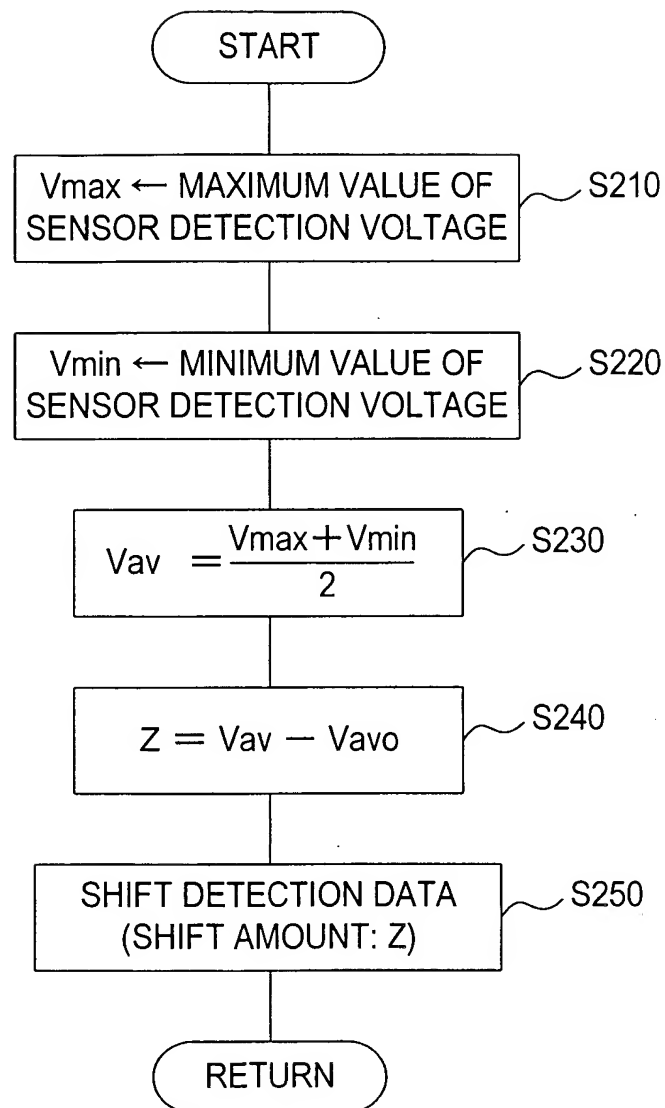 START
Vmax ← MAXIMUM VALUE OF
SENSOR DETECTION VOLTAGE
S210
Vmin ← MINIMUM VALUE OF
SENSOR DETECTION VOLTAGE
S220
Vav = Vmax + Vmin / 2
S230
Z = Vav − Vavo
S240
SHIFT DETECTION DATA
(SHIFT AMOUNT: Z)
S250
RETURN